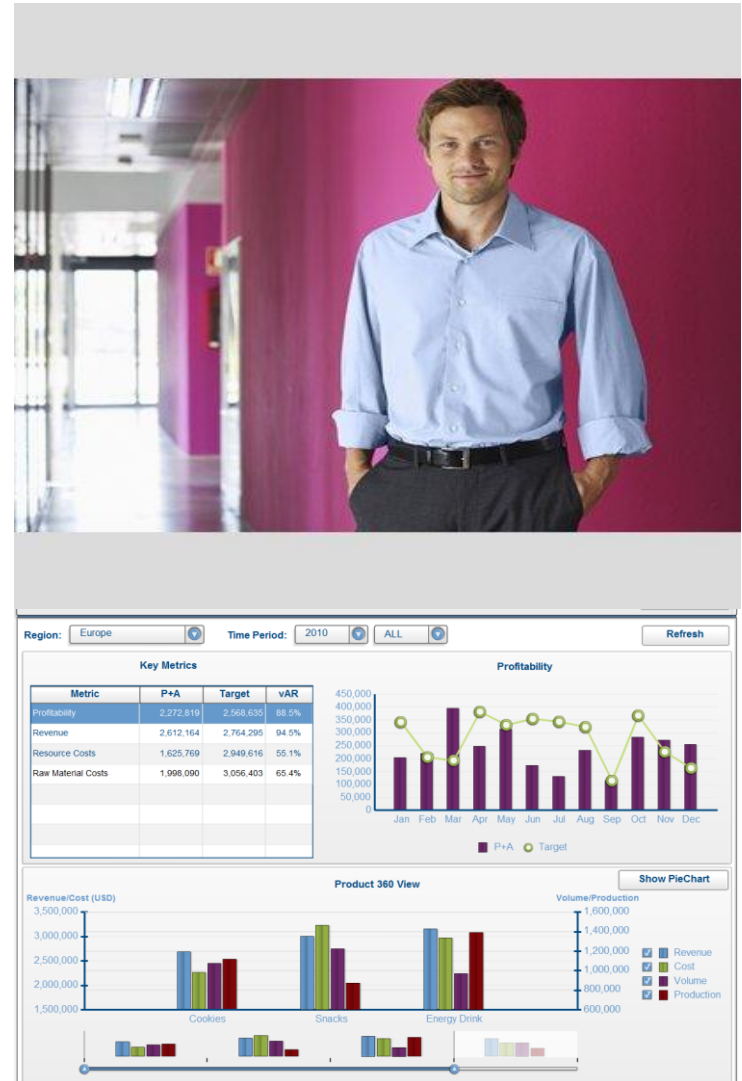 Region: Europe Time Period: 2010 ALL Refresh
Key Metrics
Metric P+A Target vAR
Profitability 2,272,819 2,568,635 88.5%
Revenue 2,612,164 2,764,295 94.5%
Resource Costs 1,625,769 2,949,616 55.1%
Raw Material Costs 1,998,090 3,056,403 65.4%
Profitability
450,000
400,000
350,000
300,000
250,000
200,000
150,000
100,000
50,000
0
Jan Feb Mar Apr May Jun Jul Aug Sep Oct Nov Dec
P+A Target
Product 360 View
Show PieChart
Revenue/Cost (USD)
3,500,000
3,000,000
2,500,000
2,000,000
1,500,000
Cookies Snacks Energy Drink
Volume/Production
1,600,000
1,400,000
1,200,000
1,000,000
800,000
600,000
Revenue
Cost
Volume
Production